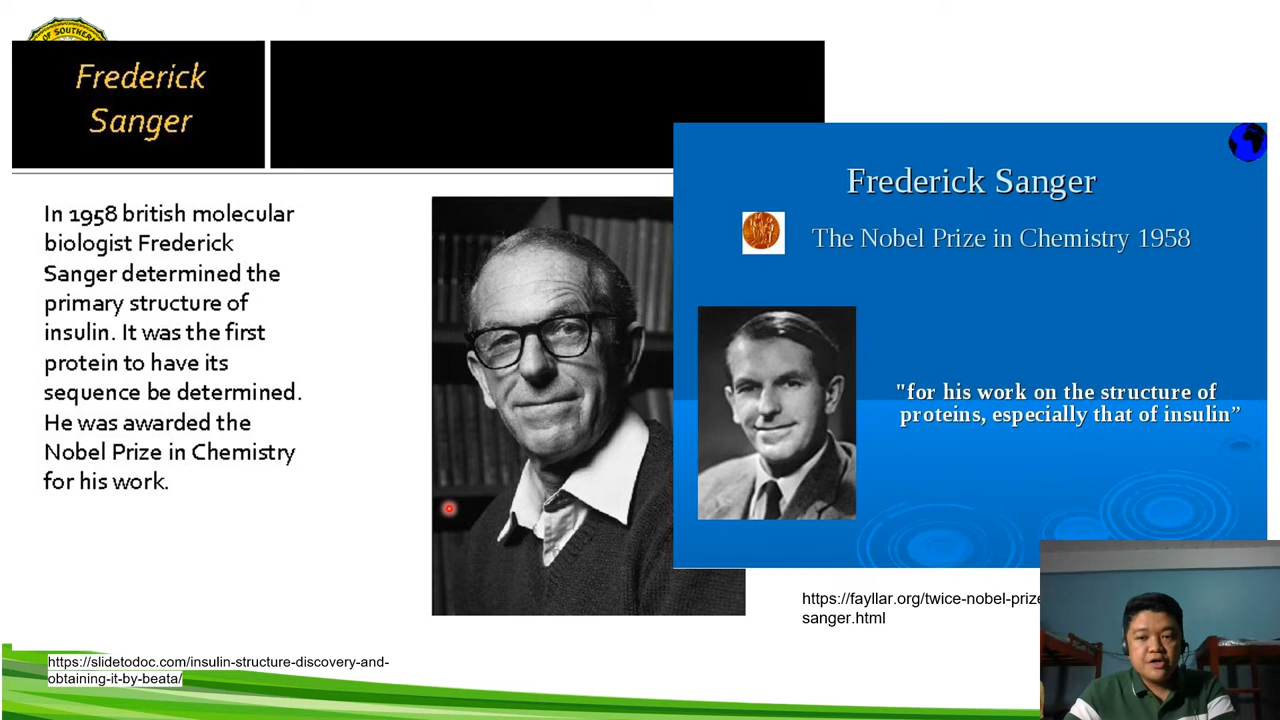 OF SOUTHERN
Frederick
Sanger
In 1958 british molecular
biologist Frederick
Sanger determined the
primary structure of
insulin. It was the first
protein to have its
sequence be determined.
He was awarded the
Nobel Prize in Chemistry
for his work.
Frederick Sanger
The Nobel Prize in Chemistry 1958
"for his work on the structure of
proteins, especially that of insulin”
https://fayllar.org/twice-nobel-prize
sanger.html
https://slidetodoc.com/insulin-structure-discovery-and-
obtaining-it-by-beata/